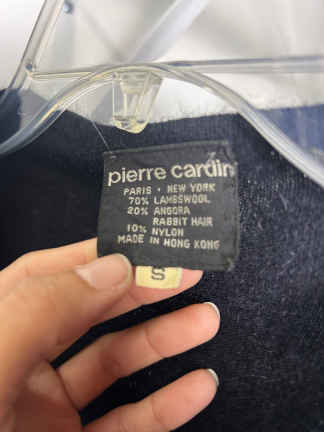 pierre cardin
PARIS • NEW YORK
70% LAMBSWOOL
20% ANGORA
RABBIT HAIR
10% NYLON
MADE IN HONG KONG
S